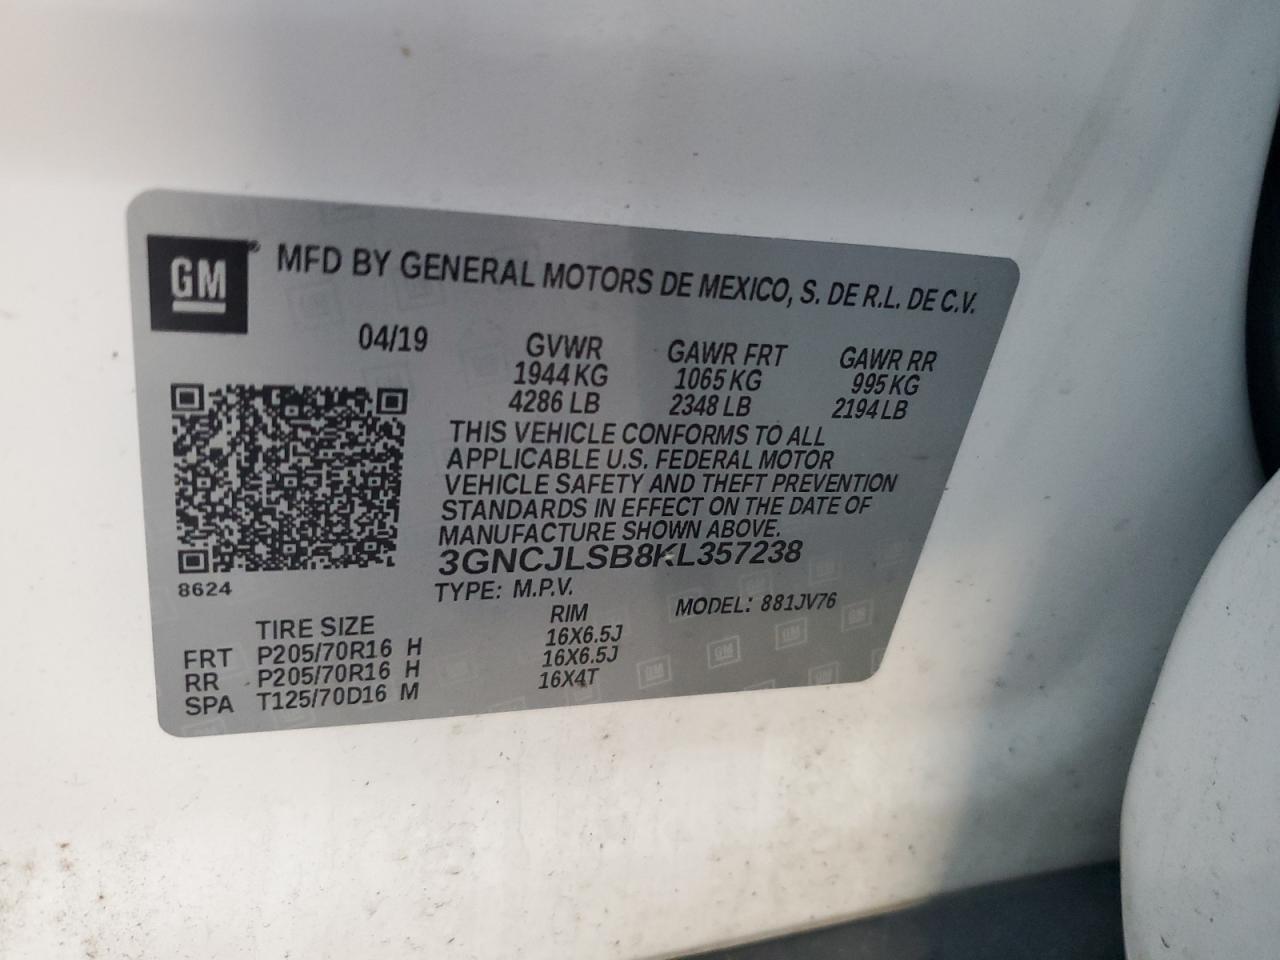 GM ® MFD BY GENERAL MOTORS DE MEXICO, S. DE R.L. DE C.V.
04/19 GVWR GAWR FRT GAWR RR
1944 KG 1065 KG 995 KG
4286 LB 2348 LB 2194 LB
THIS VEHICLE CONFORMS TO ALL
APPLICABLE U.S. FEDERAL MOTOR
VEHICLE SAFETY AND THEFT PREVENTION
STANDARDS IN EFFECT ON THE DATE OF
MANUFACTURE SHOWN ABOVE.
3GNCJLSB8KL357238
8624 TYPE: M.P.V. MODEL: 881JV76
TIRE SIZE RIM
FRT P205/70R16 H 16X6.5J
RR P205/70R16 H 16X6.5J
SPA T125/70D16 M 16X4T